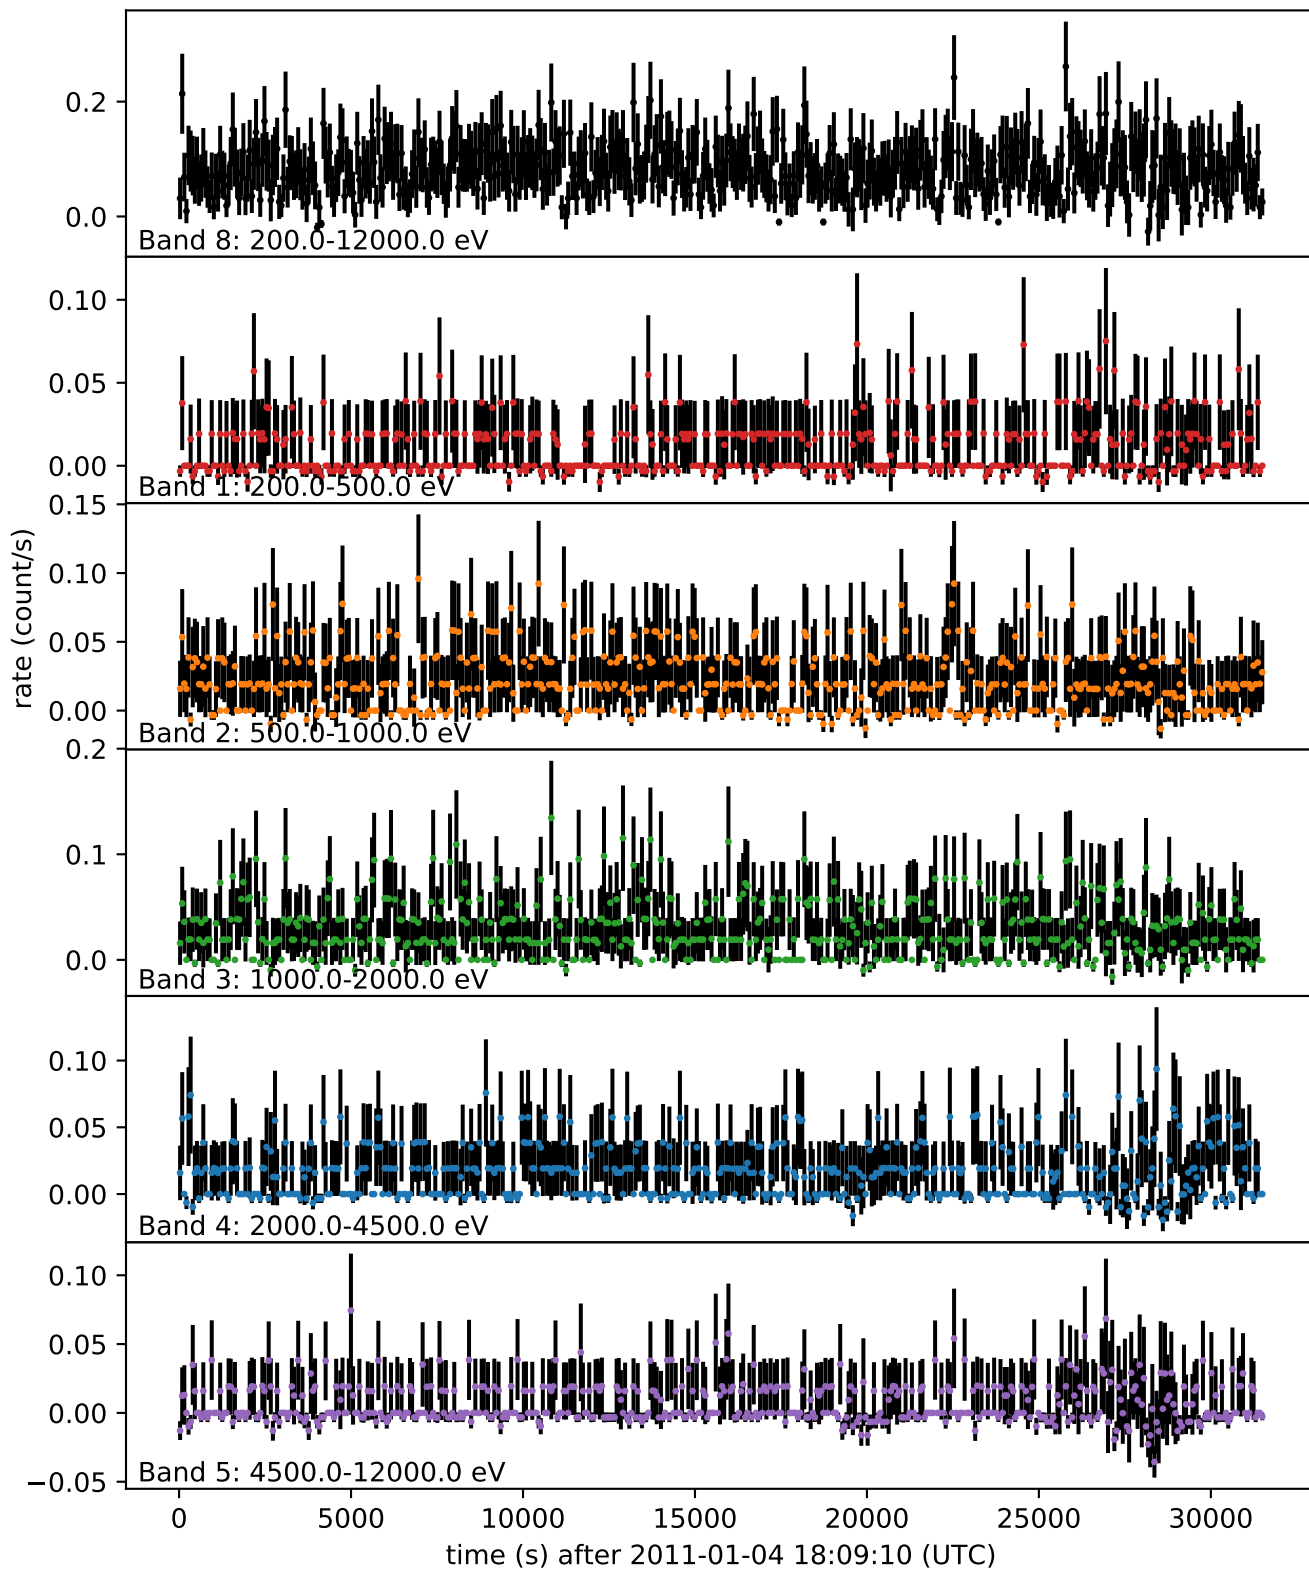 0.2
0.0
Band 8: 200.0-12000.0 eV
0.10
0.05
0.00
Band 1: 200.0-500.0 eV
0.15
0.10
0.05
0.00
Band 2: 500.0-1000.0 eV
rate (count/s)
0.2
0.1
0.0
Band 3: 1000.0-2000.0 eV
0.10
0.05
0.00
Band 4: 2000.0-4500.0 eV
0.10
0.05
0.00
−0.05
Band 5: 4500.0-12000.0 eV
0 5000 10000 15000 20000 25000 30000
time (s) after 2011-01-04 18:09:10 (UTC)